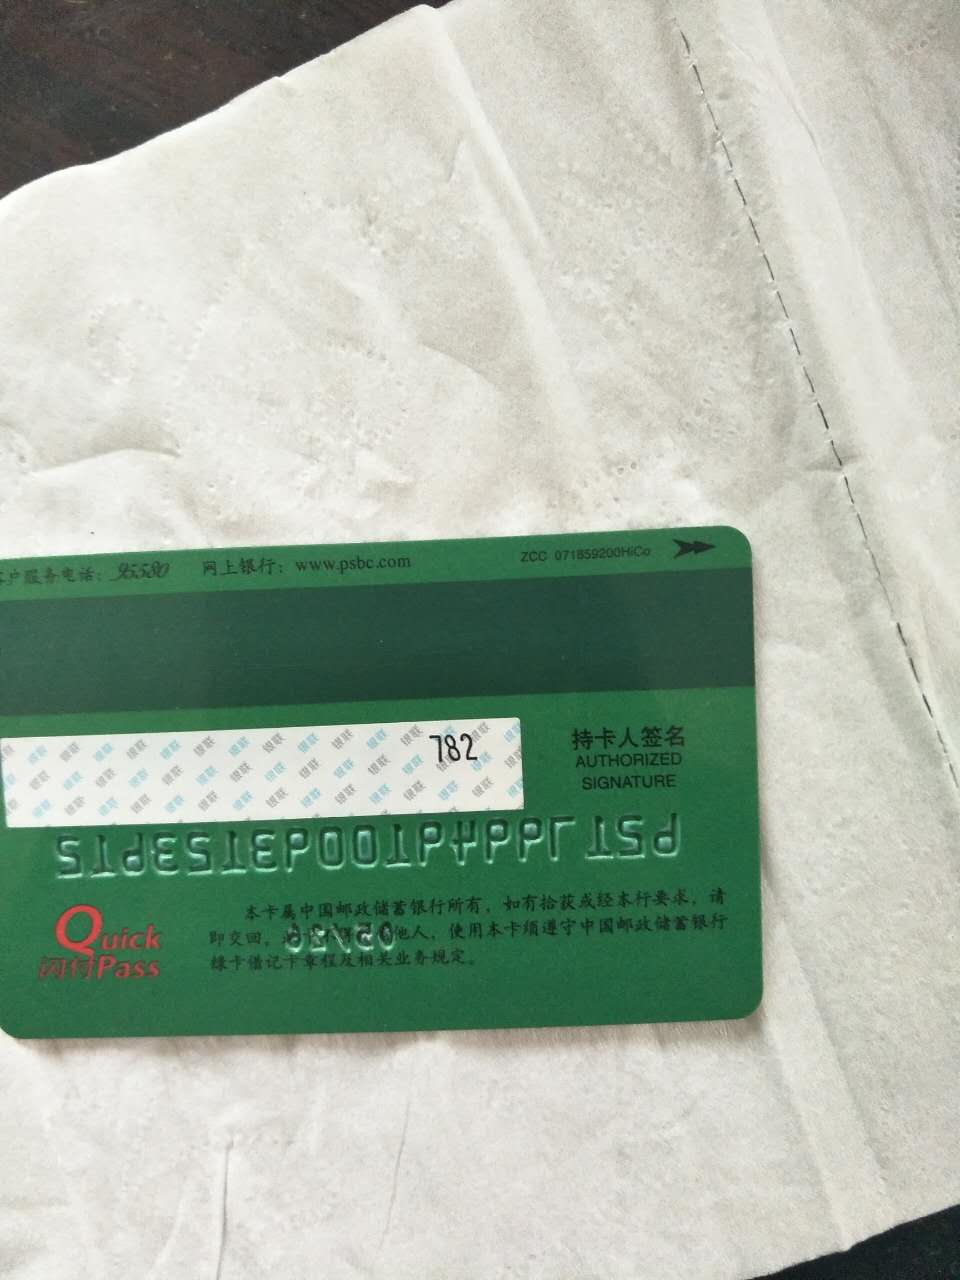 客户服务电话：95580 网上银行：www.psbc.com ZCC 071859200HiCo
782
持卡人签名
AUTHORIZED
SIGNATURE
本卡属中国邮政储蓄银行所有，如有拾获或经本行要求，请
即交回。他人，使用本卡须遵守中国邮政储蓄银行
绿卡借记卡章程及相关业务规定。
Quick
闪付Pass